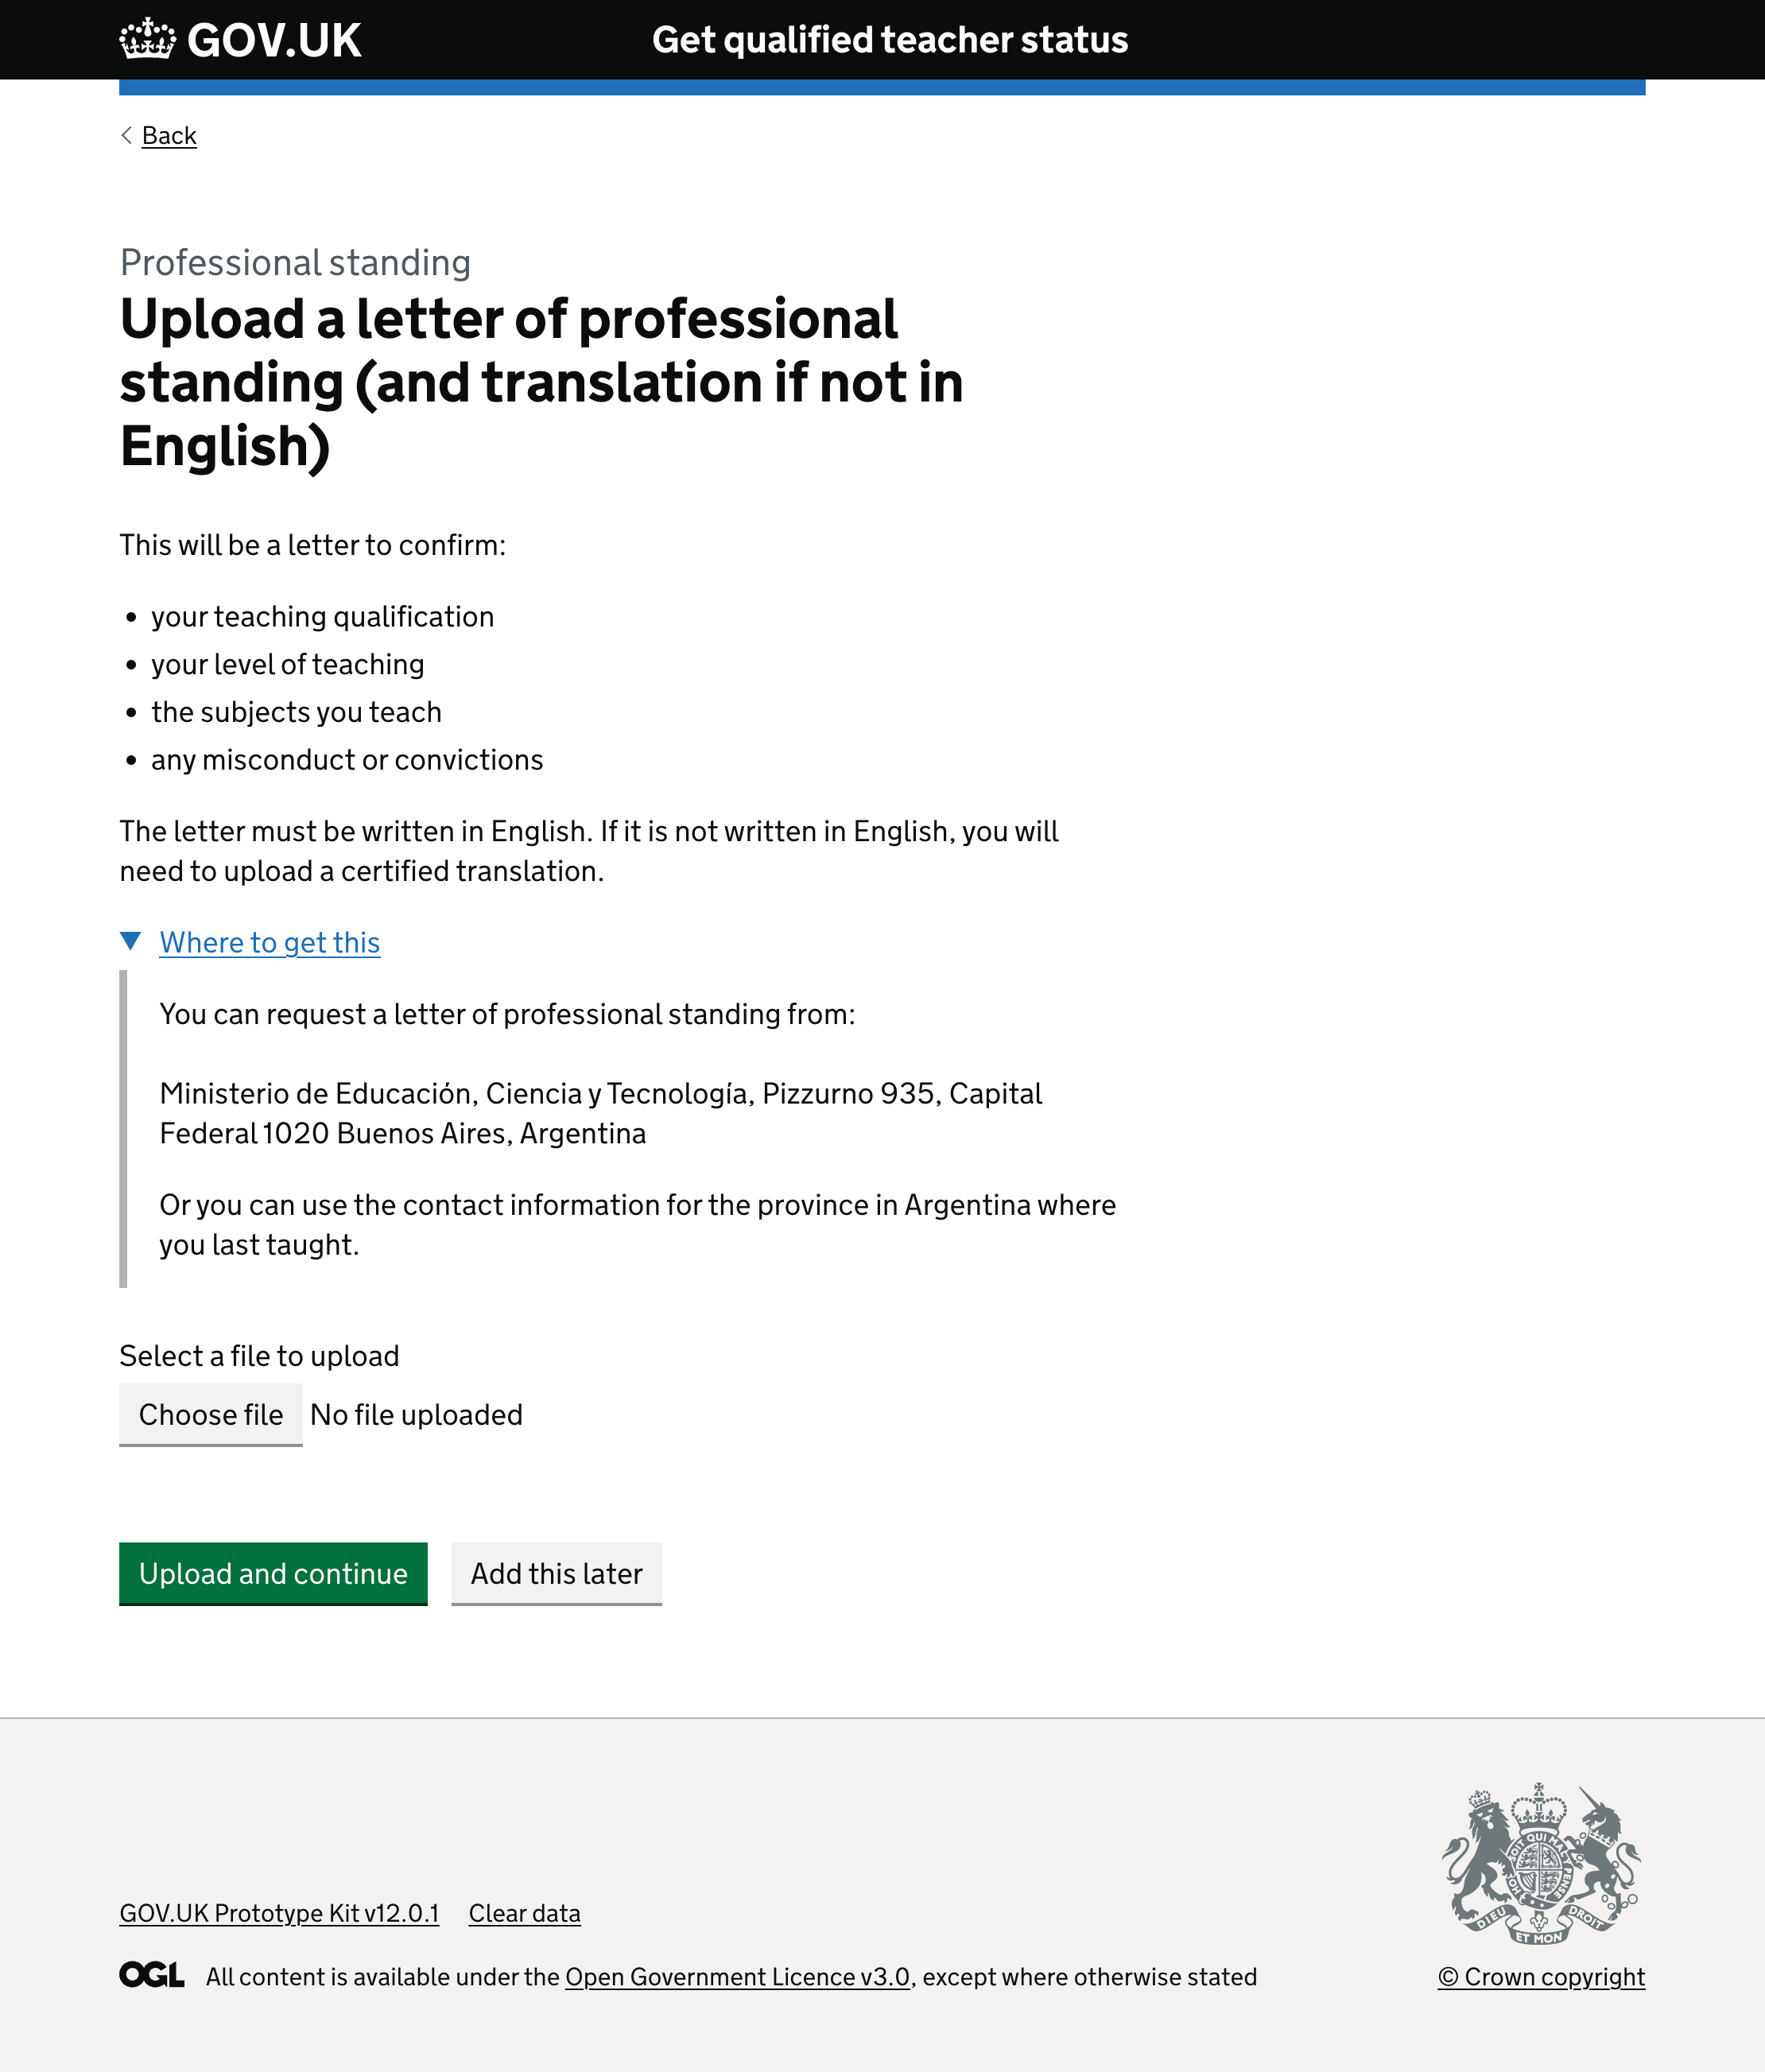 GOV.UK
Get qualified teacher status
Back
Professional standing
Upload a letter of professional
standing (and translation if not in
English)
This will be a letter to confirm:
• your teaching qualification
• your level of teaching
• the subjects you teach
• any misconduct or convictions
The letter must be written in English. If it is not written in English, you will
need to upload a certified translation.
Where to get this
You can request a letter of professional standing from:
Ministerio de Educación, Ciencia y Tecnología, Pizzurno 935, Capital
Federal 1020 Buenos Aires, Argentina
Or you can use the contact information for the province in Argentina where
you last taught.
Select a file to upload
Choose file No file uploaded
Upload and continue
Add this later
GOV.UK Prototype Kit v12.0.1
Clear data
OGL All content is available under the Open Government Licence v3.0, except where otherwise stated
DIEU ET MON DROIT
© Crown copyright